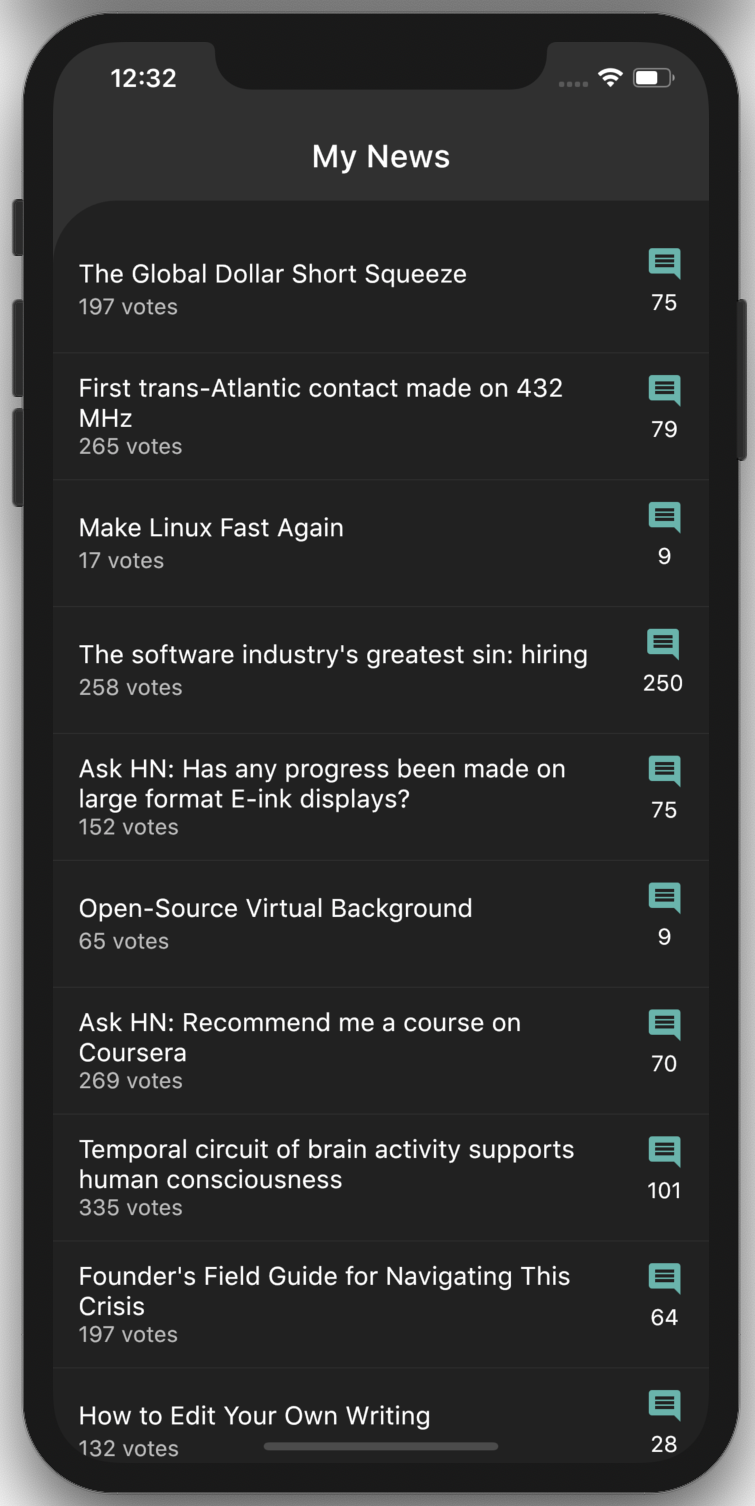 12:32
My News
The Global Dollar Short Squeeze
197 votes
75
First trans-Atlantic contact made on 432
MHz
265 votes
79
Make Linux Fast Again
17 votes
9
The software industry's greatest sin: hiring
258 votes
250
Ask HN: Has any progress been made on
large format E-ink displays?
152 votes
75
Open-Source Virtual Background
65 votes
9
Ask HN: Recommend me a course on
Coursera
269 votes
70
Temporal circuit of brain activity supports
human consciousness
335 votes
101
Founder's Field Guide for Navigating This
Crisis
197 votes
64
How to Edit Your Own Writing
132 votes
28